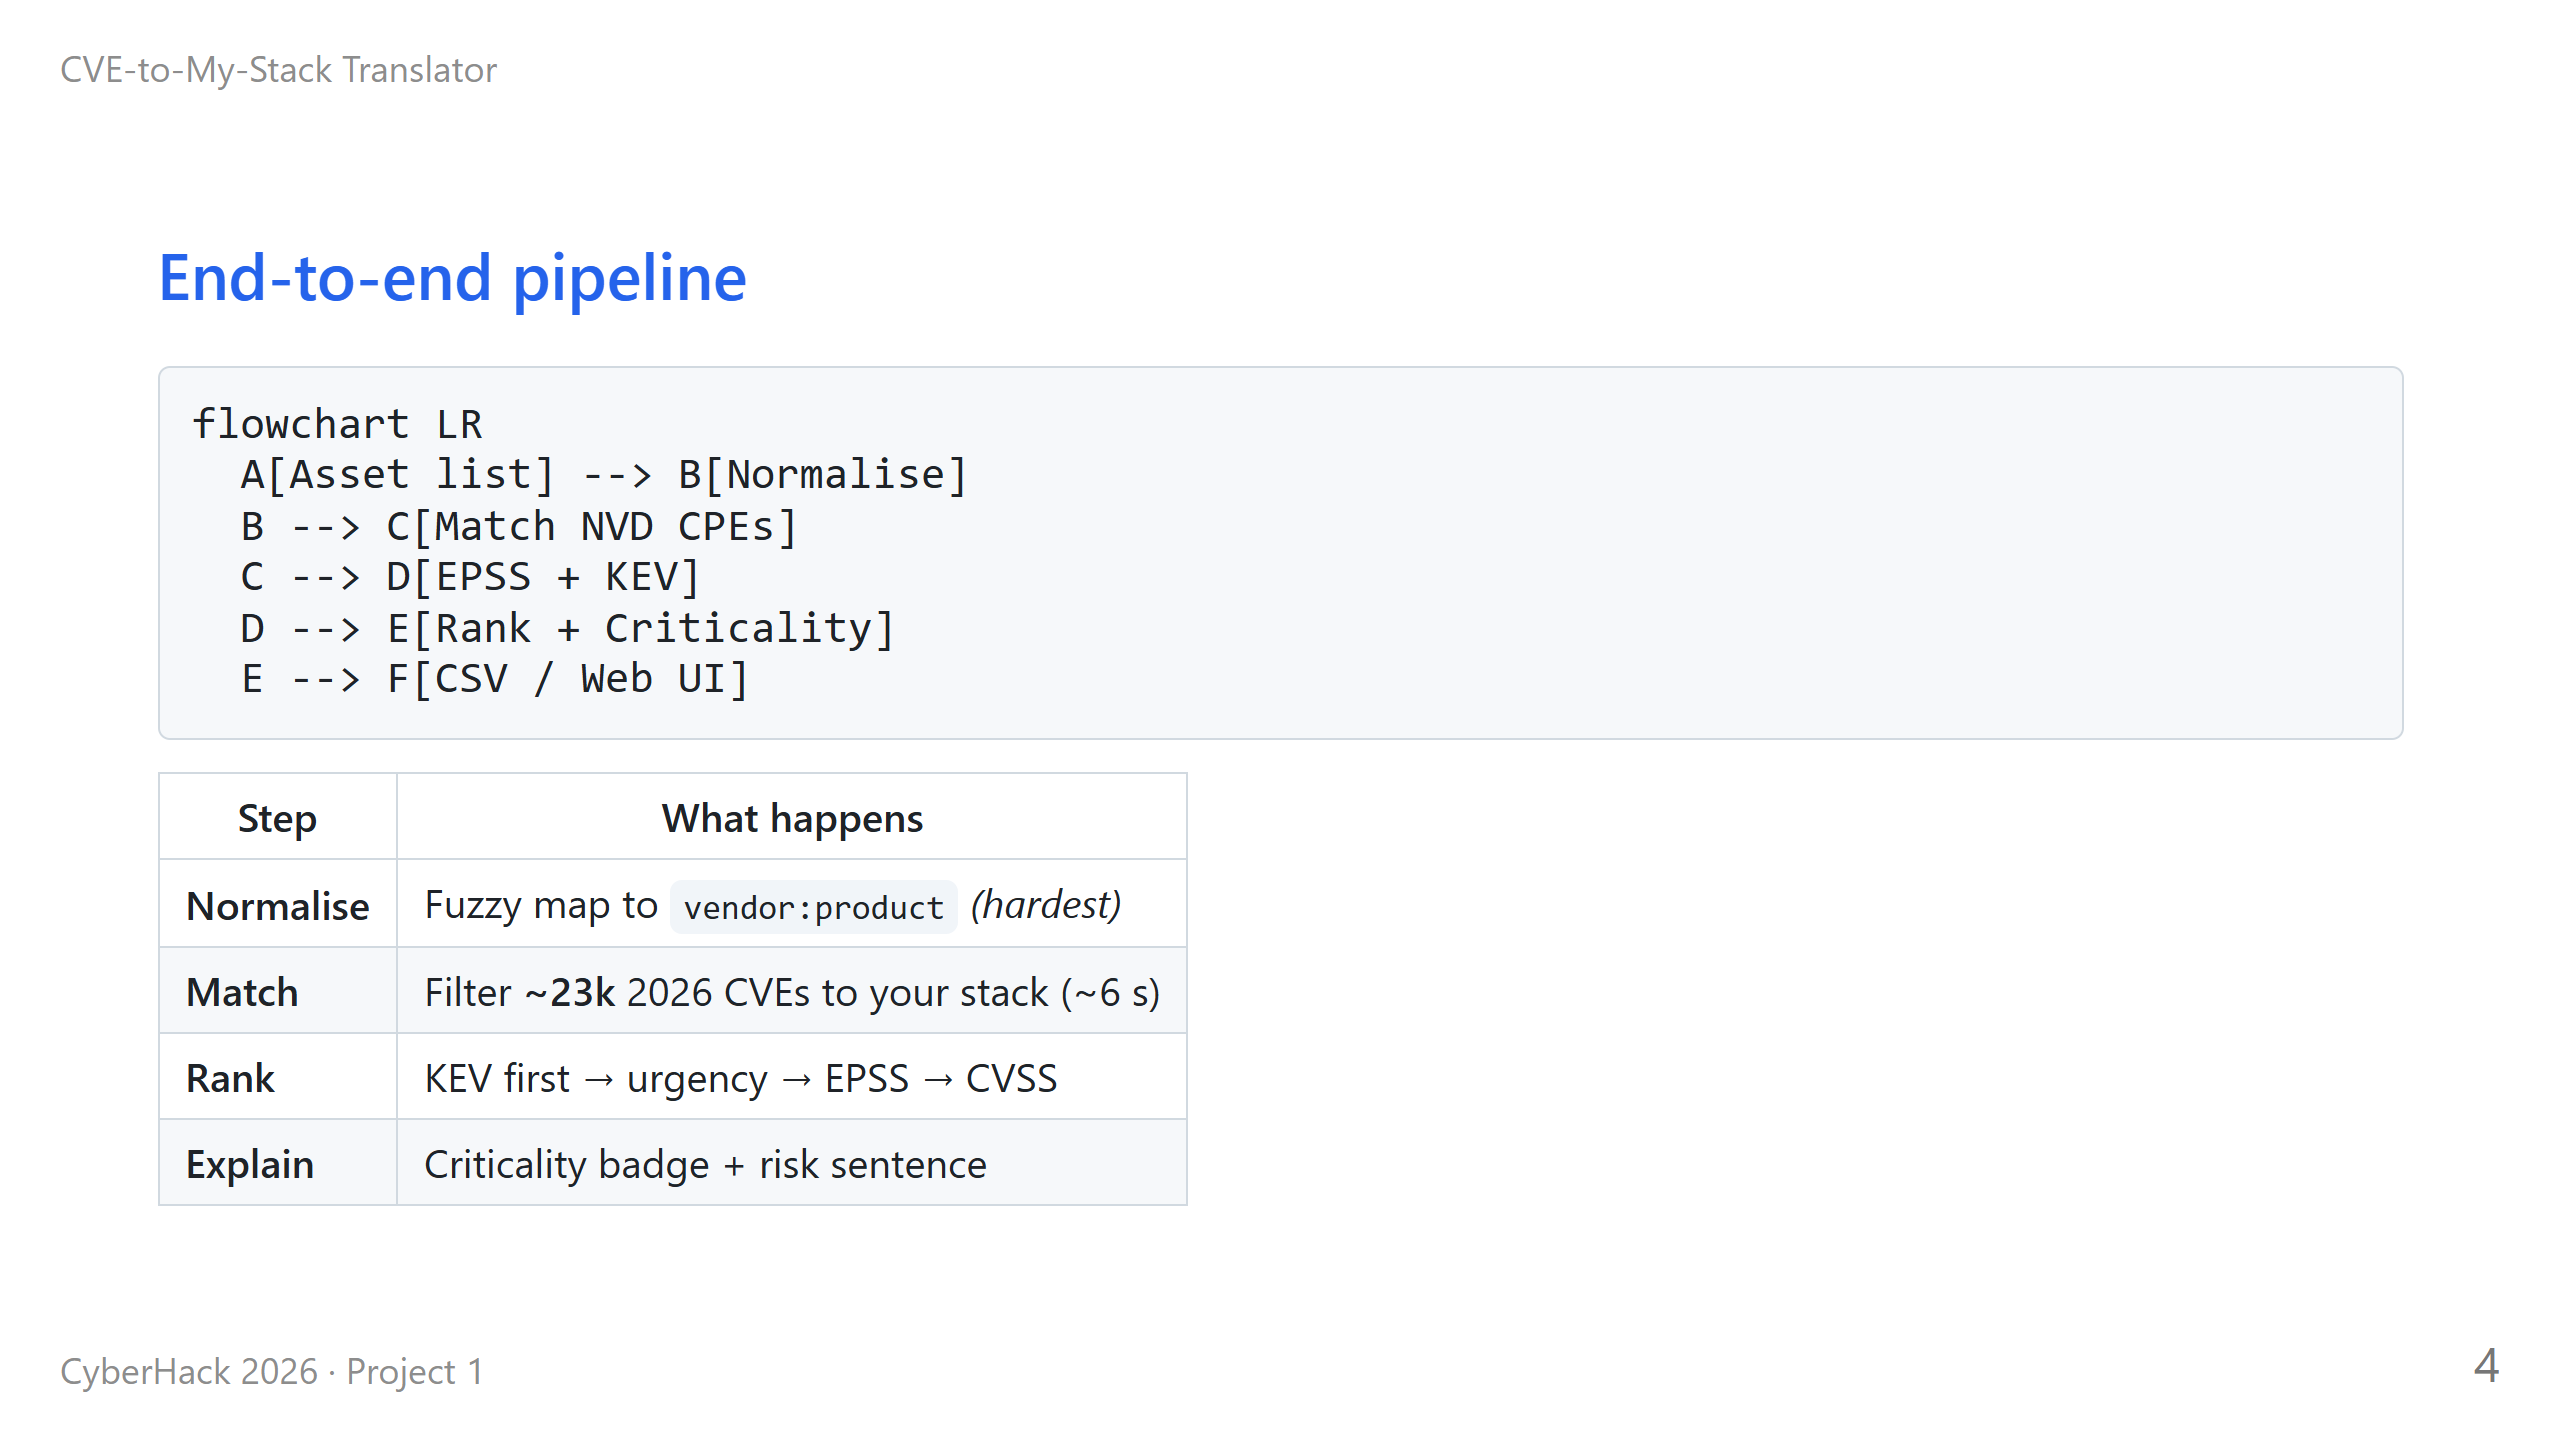 CVE-to-My-Stack Translator
End-to-end pipeline
flowchart LR
  A[Asset list] --> B[Normalise]
  B --> C[Match NVD CPEs]
  C --> D[EPSS + KEV]
  D --> E[Rank + Criticality]
  E --> F[CSV / Web UI]
Step What happens
Normalise Fuzzy map to vendor:product (hardest)
Match Filter ~23k 2026 CVEs to your stack (~6 s)
Rank KEV first → urgency → EPSS → CVSS
Explain Criticality badge + risk sentence
CyberHack 2026 · Project 1
4